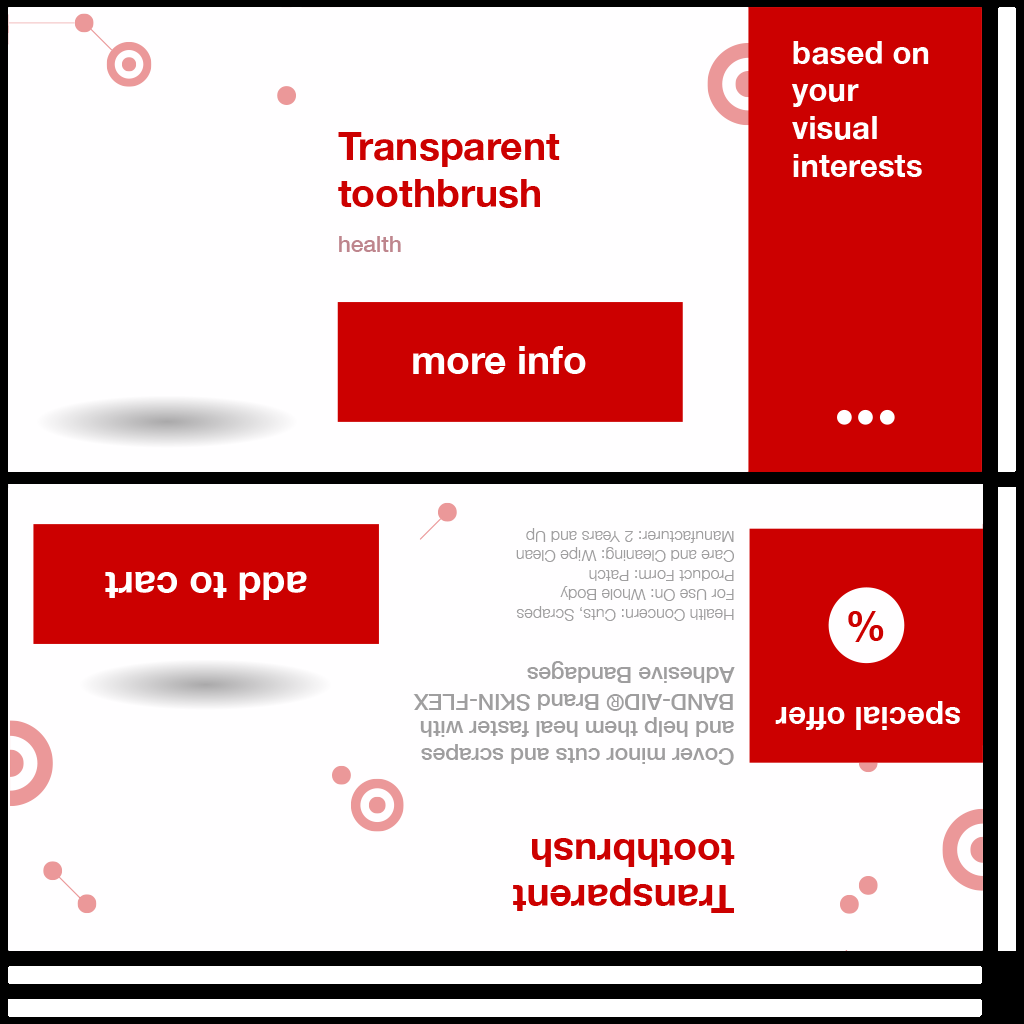 Transparent
toothbrush
health
more info
based on
your
visual
interests
Transparent
toothbrush
Cover minor cuts and scrapes
and help them heal faster with
BAND-AID® Brand SKIN-FLEX
Adhesive Bandages
Health Concern: Cuts, Scrapes
For Use On: Whole Body
Product Form: Patch
Care and Cleaning: Wipe Clean
Manufacturer: 2 Years and Up
special offer
%
add to cart